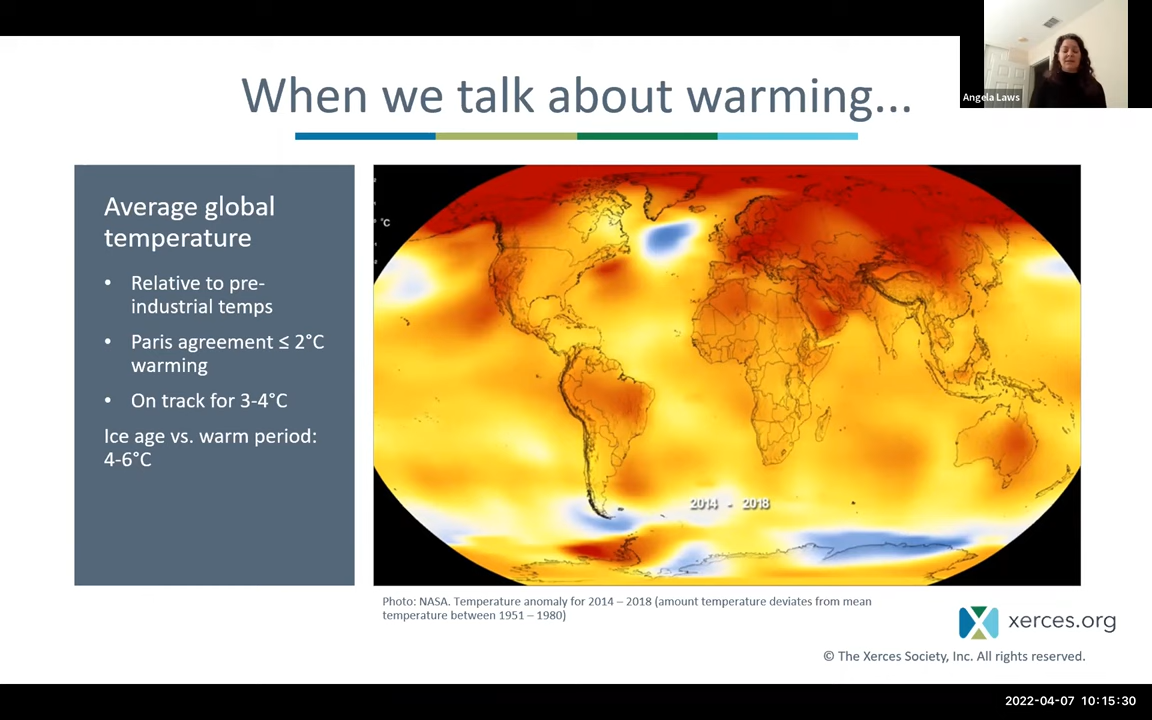 When we talk about warming...
Angela Laws
Average global
temperature
• Relative to pre-
industrial temps
• Paris agreement ≤ 2°C
warming
• On track for 3-4°C
Ice age vs. warm period:
4-6°C
°C
2014 - 2018
Photo: NASA. Temperature anomaly for 2014 – 2018 (amount temperature deviates from mean
temperature between 1951 – 1980)
xerces.org
© The Xerces Society, Inc. All rights reserved.
2022-04-07 10:15:30